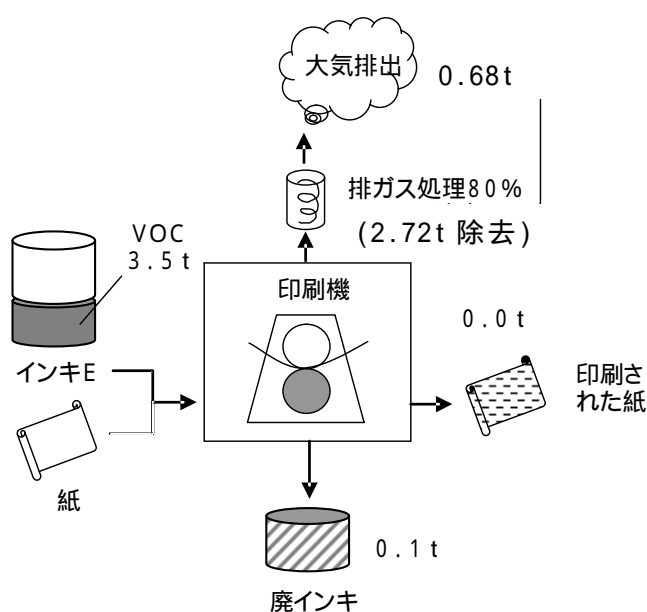 大気排出
0.68t
排ガス処理80%
(2.72t 除去)
VOC
3.5t
印刷機
0.0t
インキE
印刷さ
れた紙
紙
0.1t
廃インキ